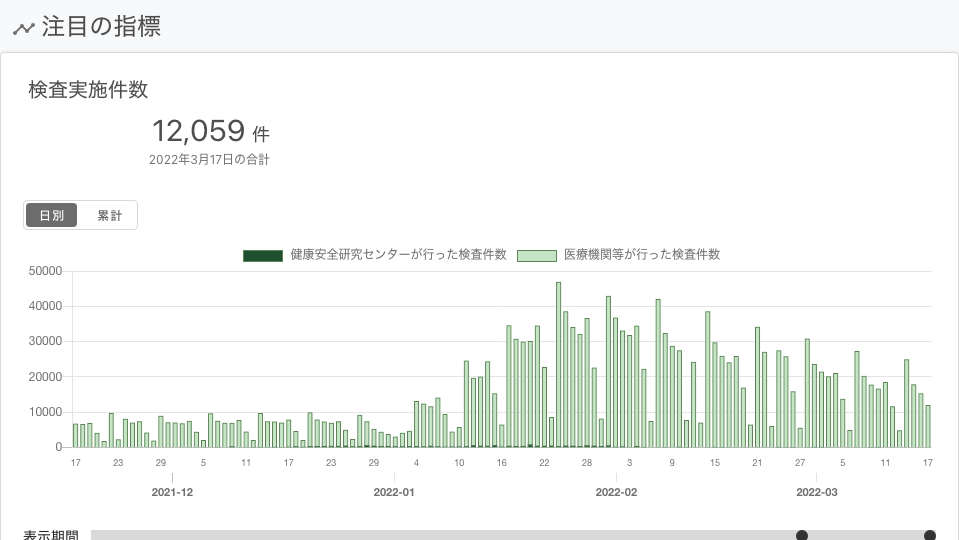 注目の指標
検査実施件数
12,059 件
2022年3月17日の合計
日別 累計
健康安全研究センターが行った検査件数 医療機関等が行った検査件数
50000
40000
30000
20000
10000
0
17 23 29 5 11 17 23 29 4 10 16 22 28 3 9 15 21 27 5 11 17
2021-12 2022-01 2022-02 2022-03
表示期間